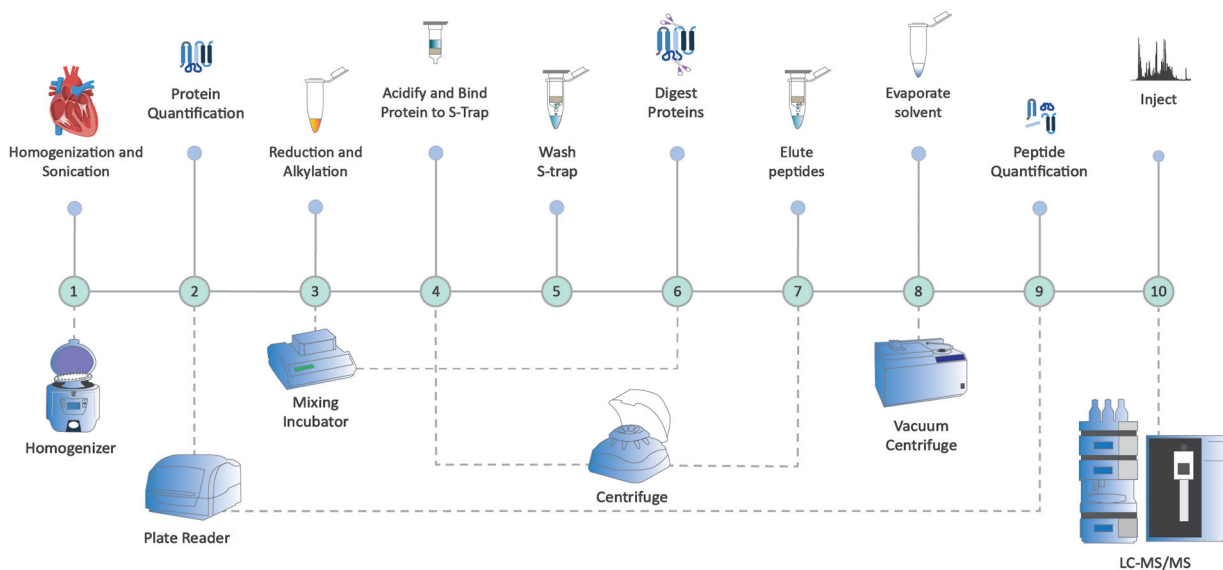 Homogenization and
Sonication
Protein
Quantification
Reduction and
Alkylation
Acidify and Bind
Protein to S-Trap
Wash
S-trap
Digest
Proteins
Elute
peptides
Evaporate
solvent
Peptide
Quantification
Inject
1
2
3
4
5
6
7
8
9
10
Homogenizer
Plate Reader
Mixing
Incubator
Centrifuge
Vacuum
Centrifuge
LC-MS/MS